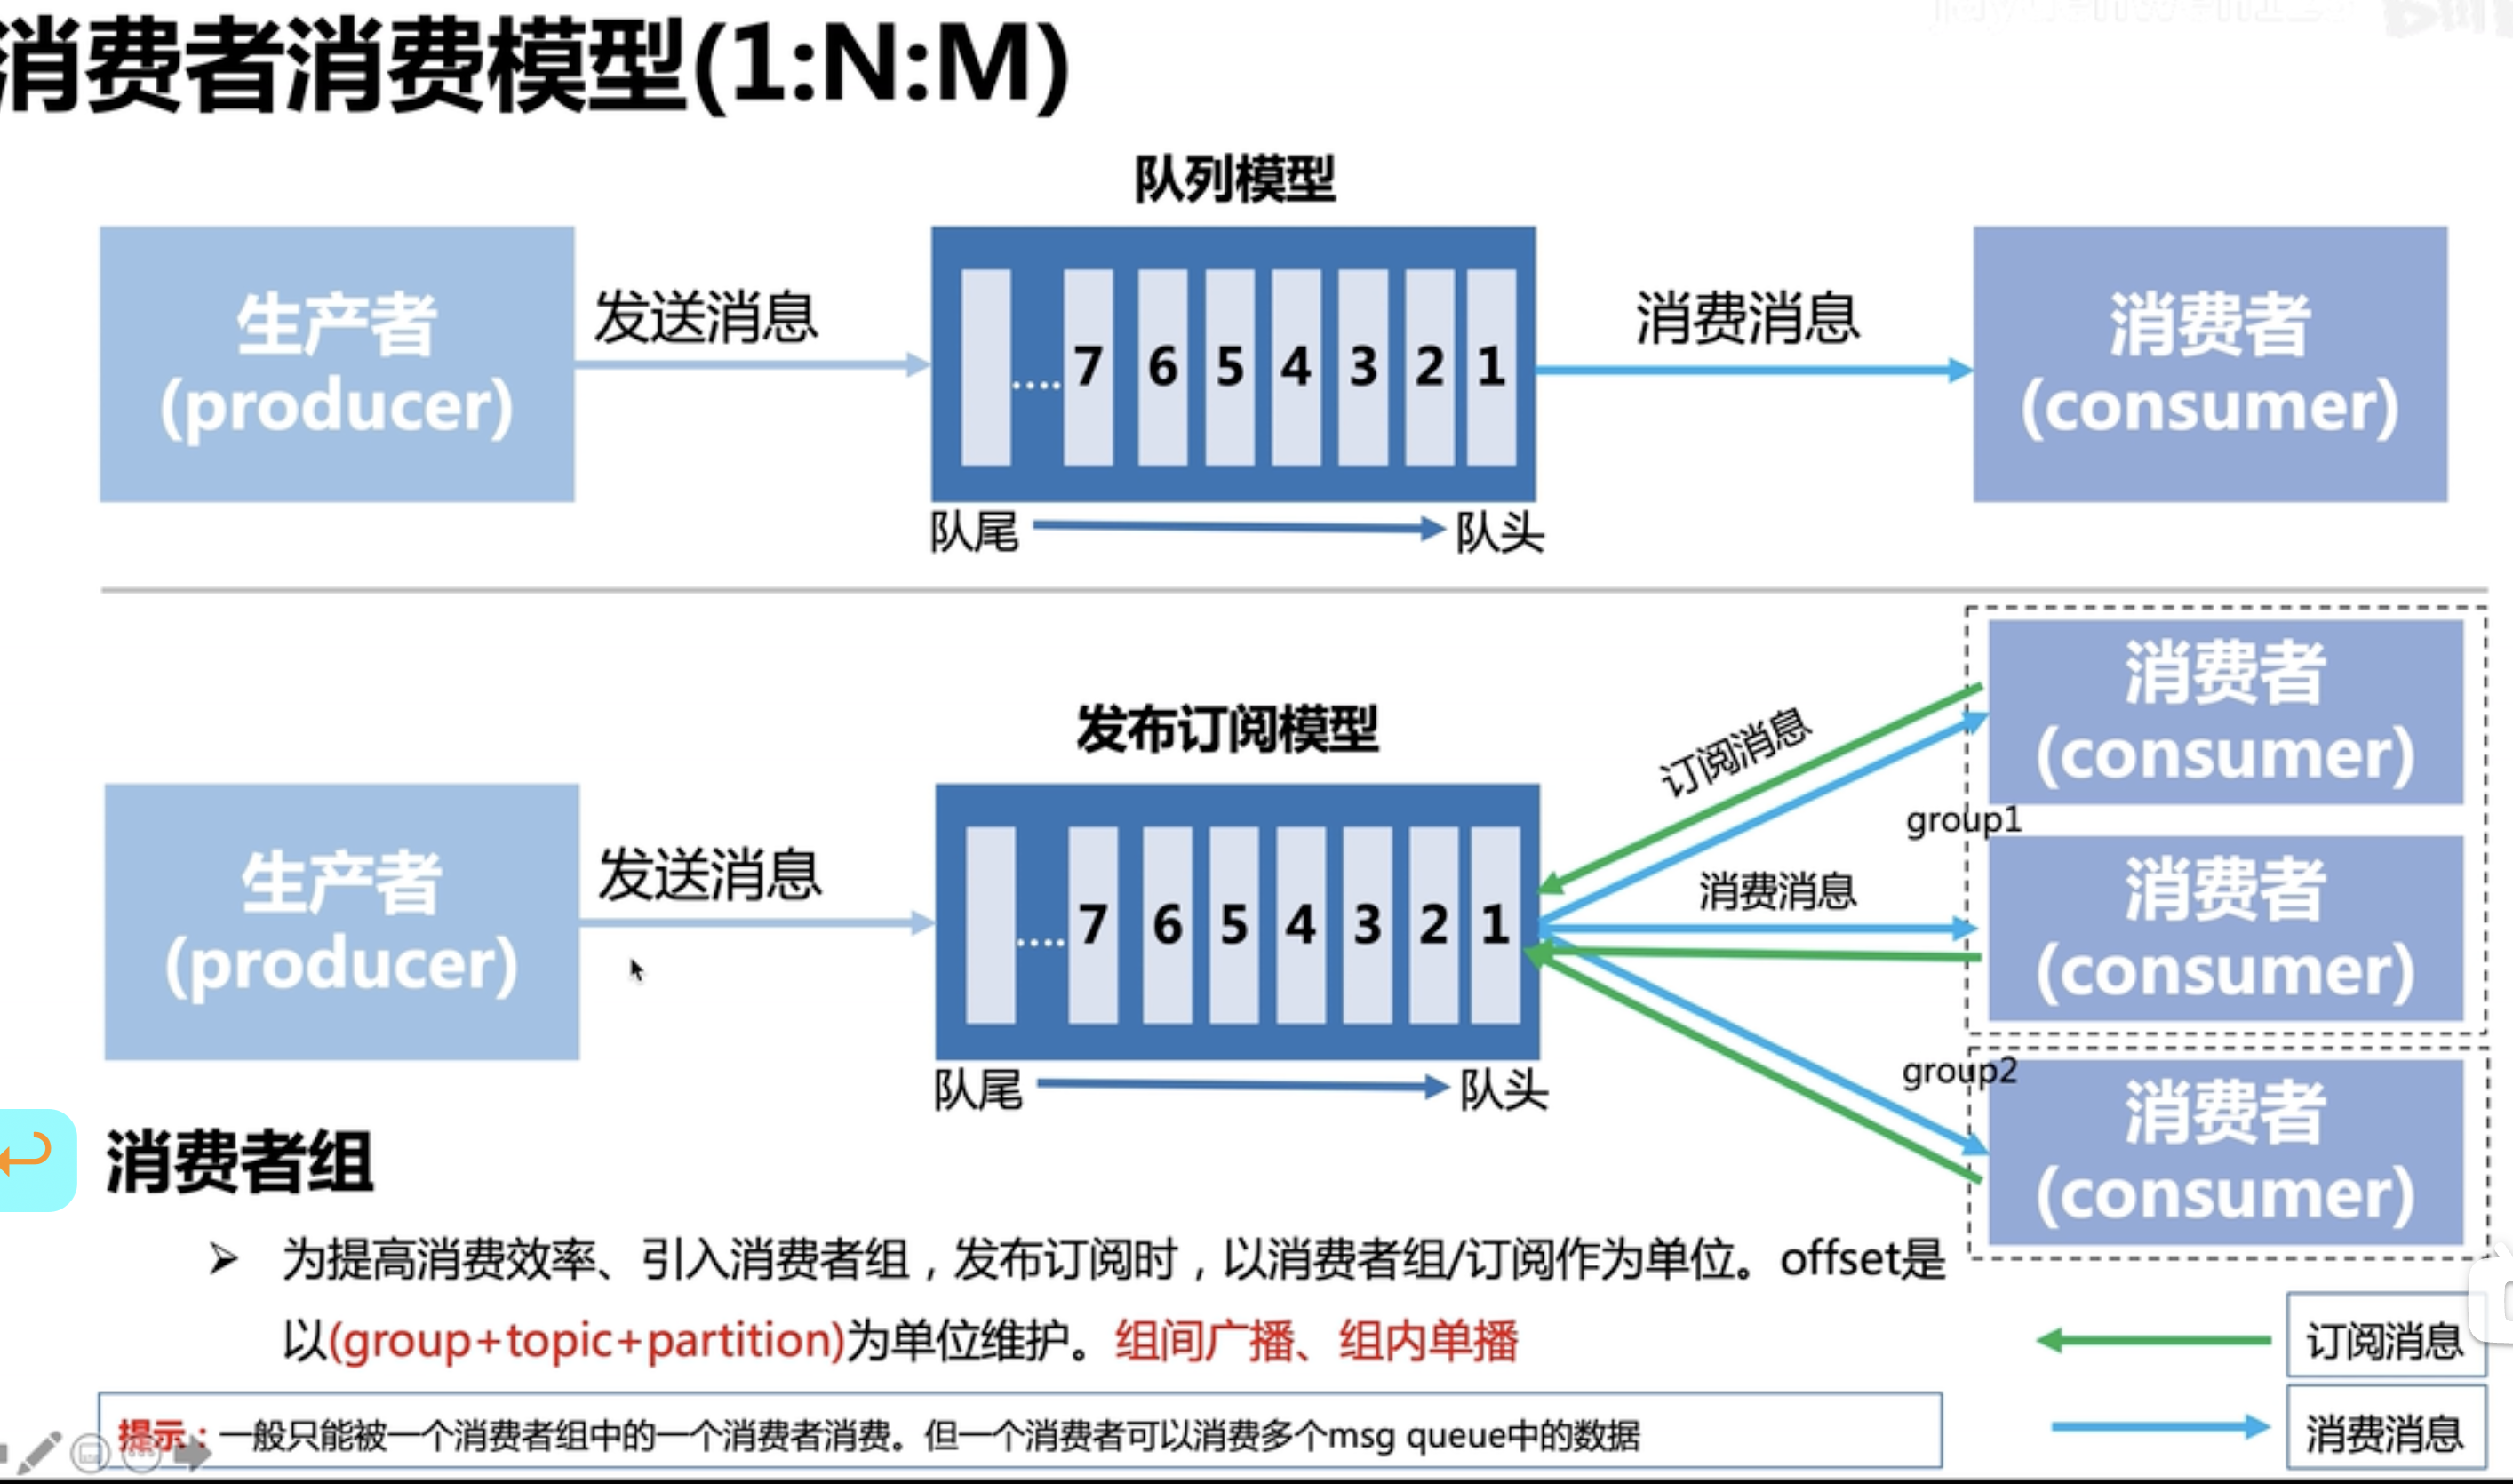 消费者消费模型(1:N:M)
队列模型
生产者
(producer)
发送消息
....
7 6 5 4 3 2 1
消费消息
消费者
(consumer)
队尾
队头
发布订阅模型
生产者
(producer)
发送消息
....
7 6 5 4 3 2 1
队尾
队头
订阅消息
消费消息
消费者
(consumer)
group1
消费者
(consumer)
group2
消费者
(consumer)
消费者组
➢ 为提高消费效率、引入消费者组，发布订阅时，以消费者组/订阅作为单位。offset是
以(group+topic+partition)为单位维护。组间广播、组内单播
订阅消息
消费消息
提示：一般只能被一个消费者组中的一个消费者消费。但一个消费者可以消费多个msg queue中的数据